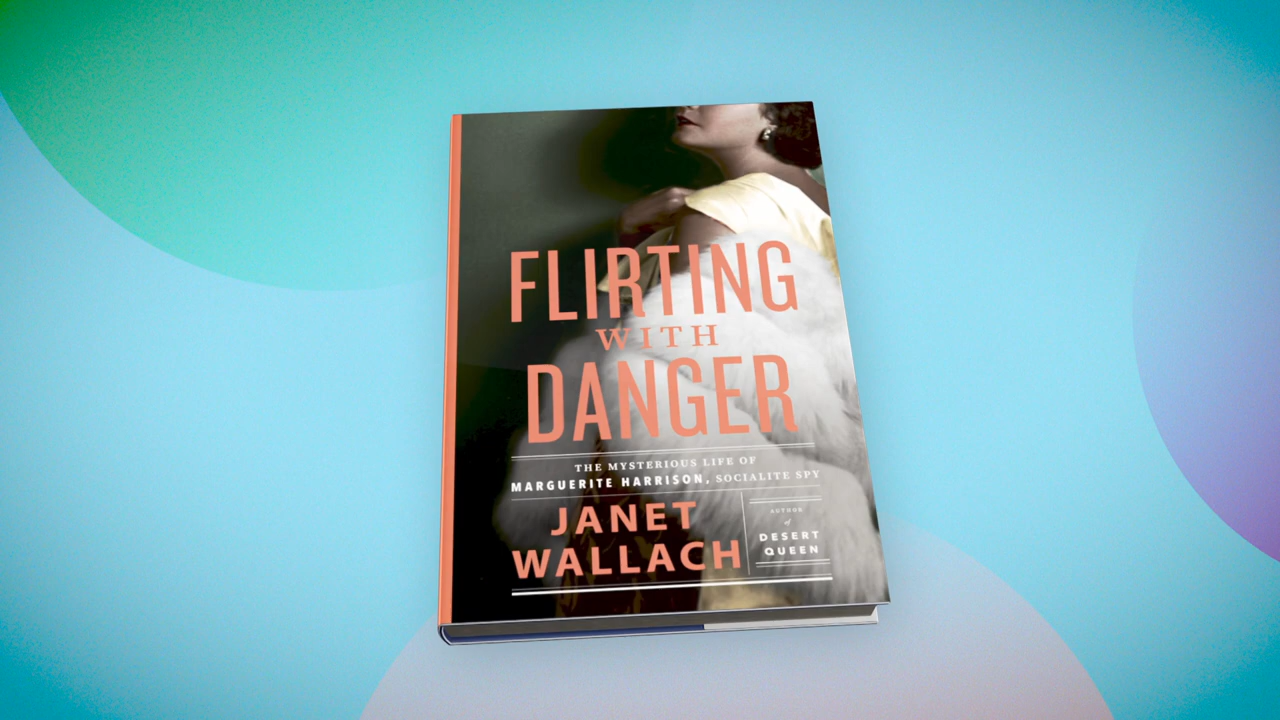 FLIRTING
WITH
DANGER
THE MYSTERIOUS LIFE OF
MARGUERITE HARRISON, SOCIALITE SPY
JANET
WALLACH
AUTHOR
of
DESERT
QUEEN